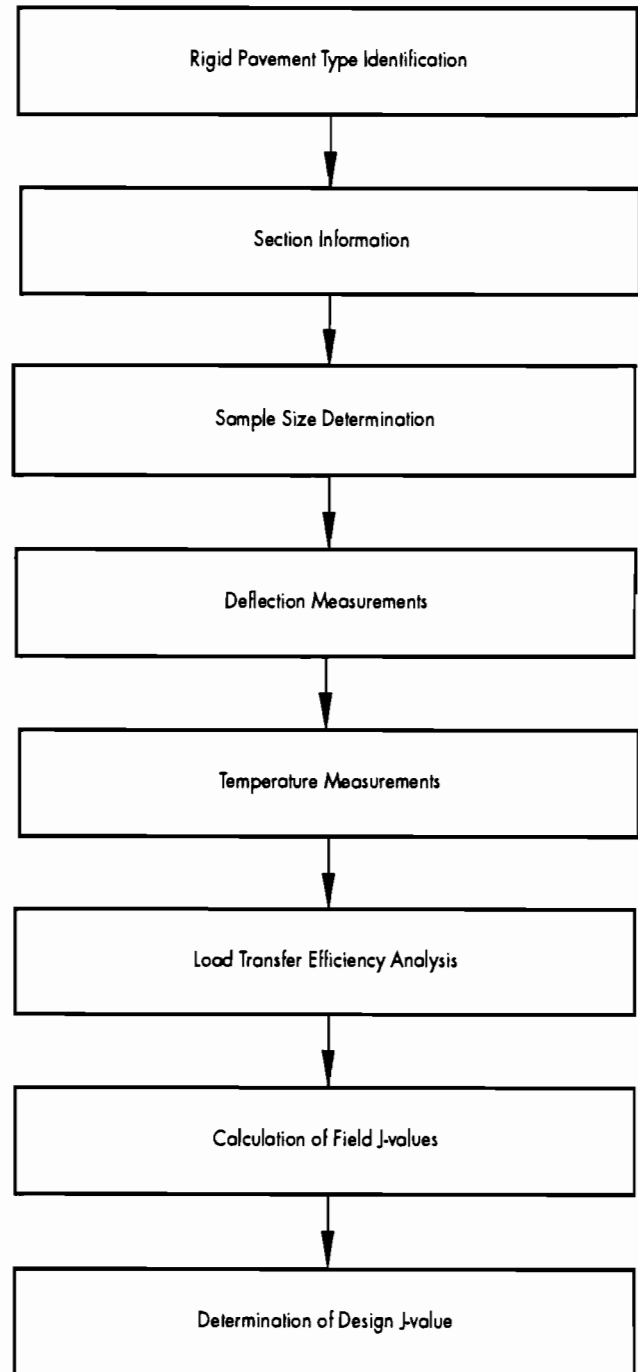 Rigid Pavement Type Identification
Section Information
Sample Size Determination
Deflection Measurements
Temperature Measurements
Load Transfer Efficiency Analysis
Calculation of Field J-values
Determination of Design J-value